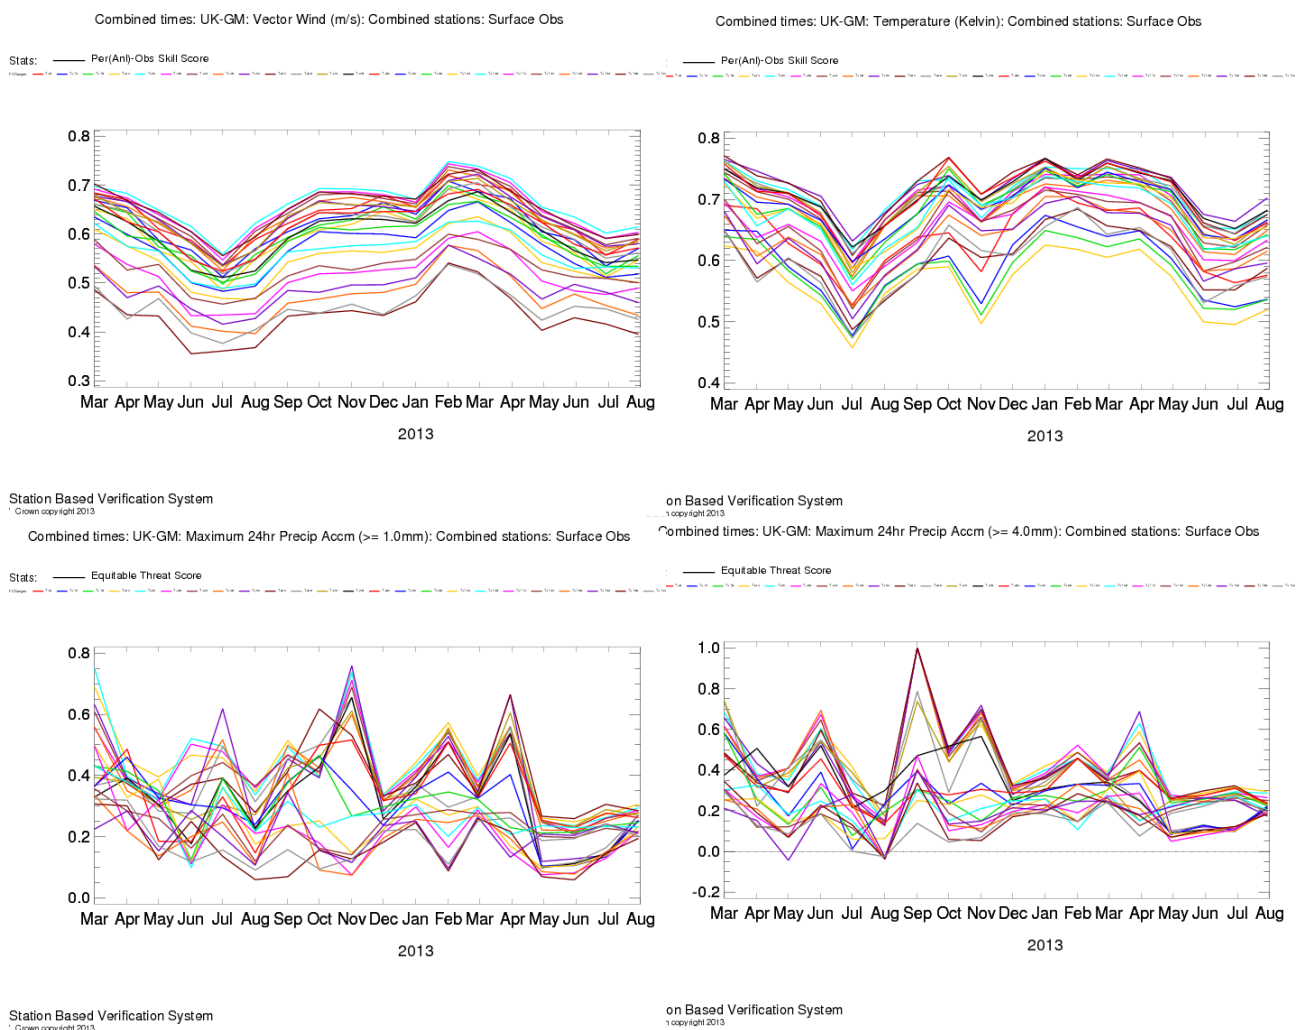 Combined times: UK-GM: Vector Wind (m/s): Combined stations: Surface Obs
Stats: Per(Anl)-Obs Skill Score
0.8
0.7
0.6
0.5
0.4
0.3
Mar Apr May Jun Jul Aug Sep Oct Nov Dec Jan Feb Mar Apr May Jun Jul Aug
2013
Station Based Verification System
Crown copyright 2013
Combined times: UK-GM: Temperature (Kelvin): Combined stations: Surface Obs
Per(Anl)-Obs Skill Score
0.8
0.7
0.6
0.5
0.4
Mar Apr May Jun Jul Aug Sep Oct Nov Dec Jan Feb Mar Apr May Jun Jul Aug
2013
on Based Verification System
n copyright 2013
Combined times: UK-GM: Maximum 24hr Precip Accm (>= 1.0mm): Combined stations: Surface Obs
Stats: Equitable Threat Score
0.8
0.6
0.4
0.2
0.0
Mar Apr May Jun Jul Aug Sep Oct Nov Dec Jan Feb Mar Apr May Jun Jul Aug
2013
Station Based Verification System
Crown copyright 2013
Combined times: UK-GM: Maximum 24hr Precip Accm (>= 4.0mm): Combined stations: Surface Obs
Equitable Threat Score
1.0
0.8
0.6
0.4
0.2
0.0
-0.2
Mar Apr May Jun Jul Aug Sep Oct Nov Dec Jan Feb Mar Apr May Jun Jul Aug
2013
on Based Verification System
n copyright 2013